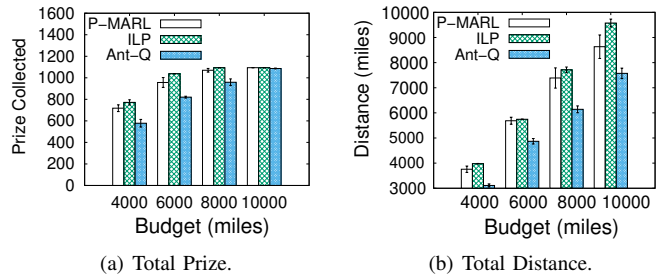 P-MARL
ILP
Ant-Q
Prize Collected
1600
1400
1200
1000
800
600
400
200
0
4000 6000 8000 10000
Budget (miles)
(a) Total Prize.
P-MARL
ILP
Ant-Q
Distance (miles)
10000
9000
8000
7000
6000
5000
4000
3000
4000 6000 8000 10000
Budget (miles)
(b) Total Distance.